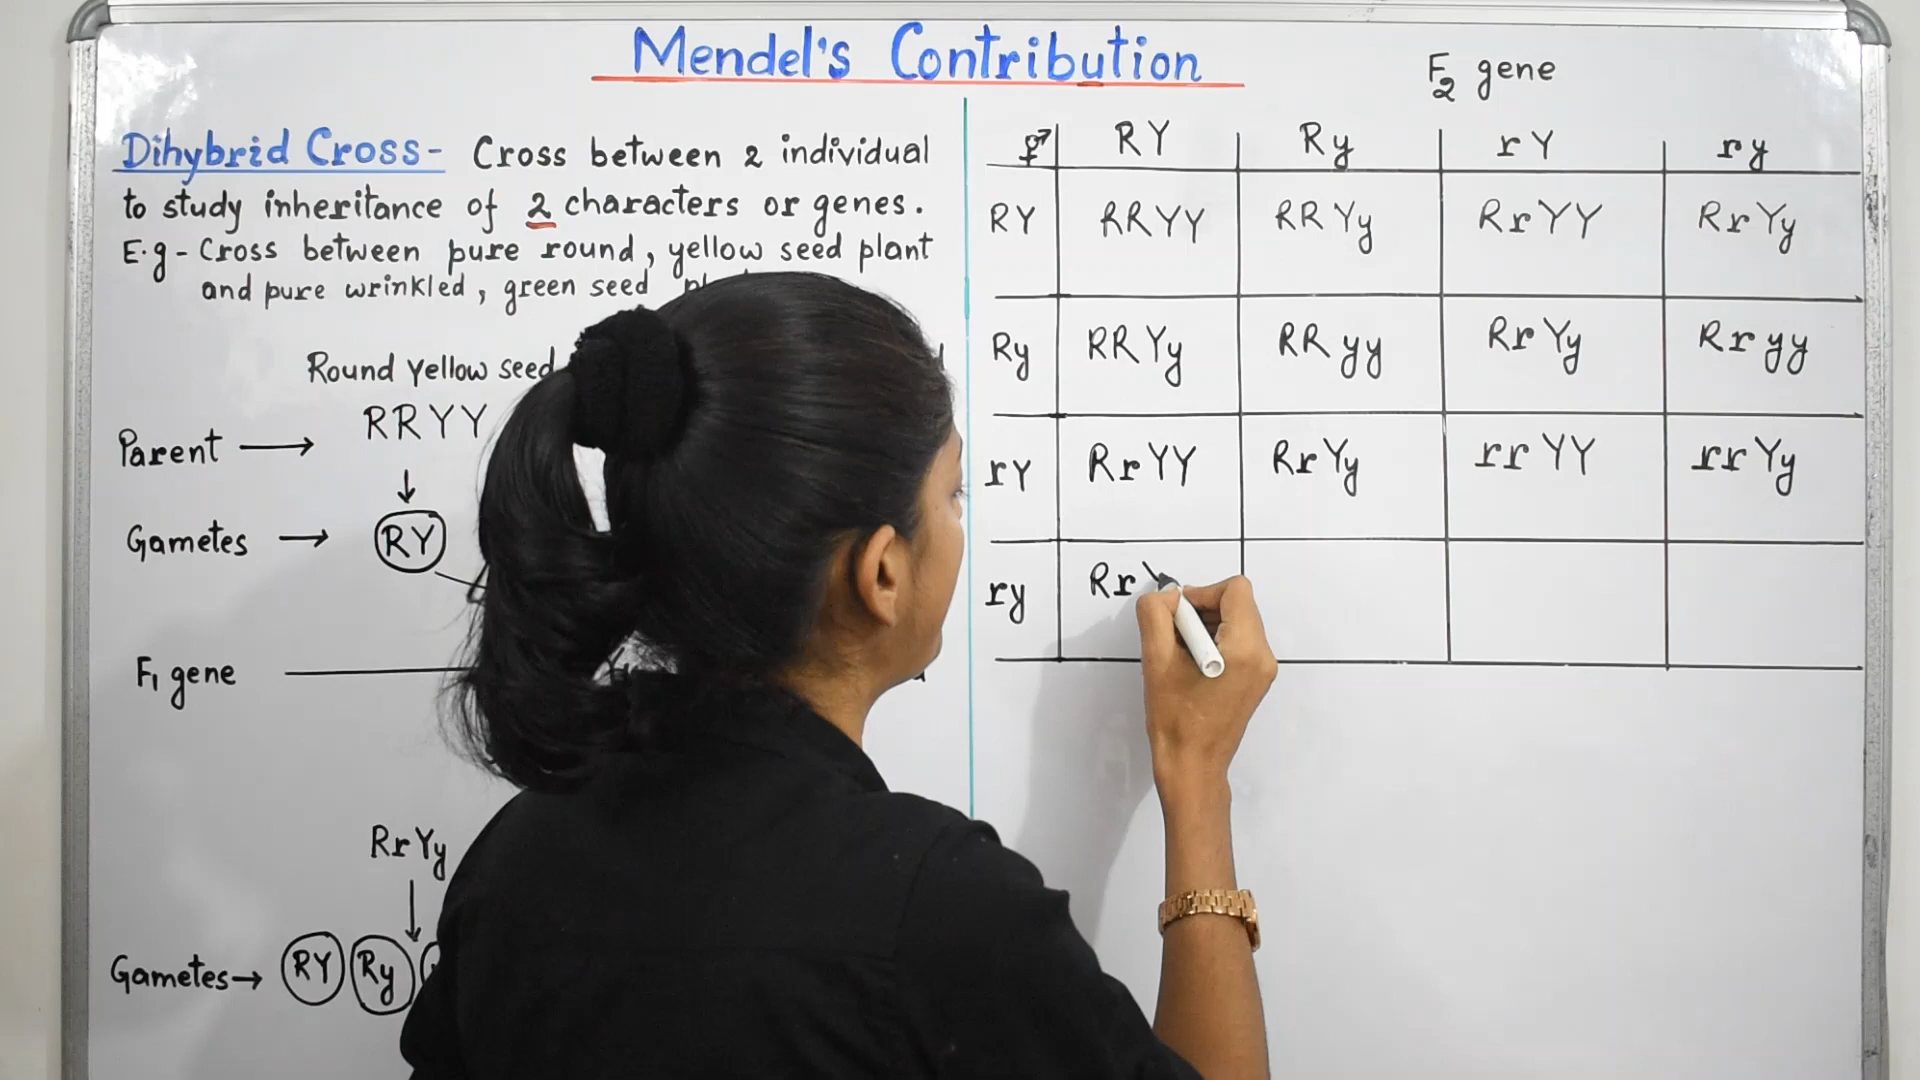 Mendel's Contribution
Dihybrid Cross- Cross between 2 individual
to study inheritance of 2 characters or genes.
E.g- Cross between pure round, yellow seed plant
and pure wrinkled, green seed
Round Yellow seed
Parent → RRYY
↓
Gametes → RY
F₁ gene
RrYy
↓
Gametes→ RY Ry
F₂ gene
⚥ RY Ry rY ry
RY RRYY RRYy RrYY RrYy
Ry RRYy RRyy RrYy Rryy
rY RrYY RrYy rrYY rrYy
ry Rr